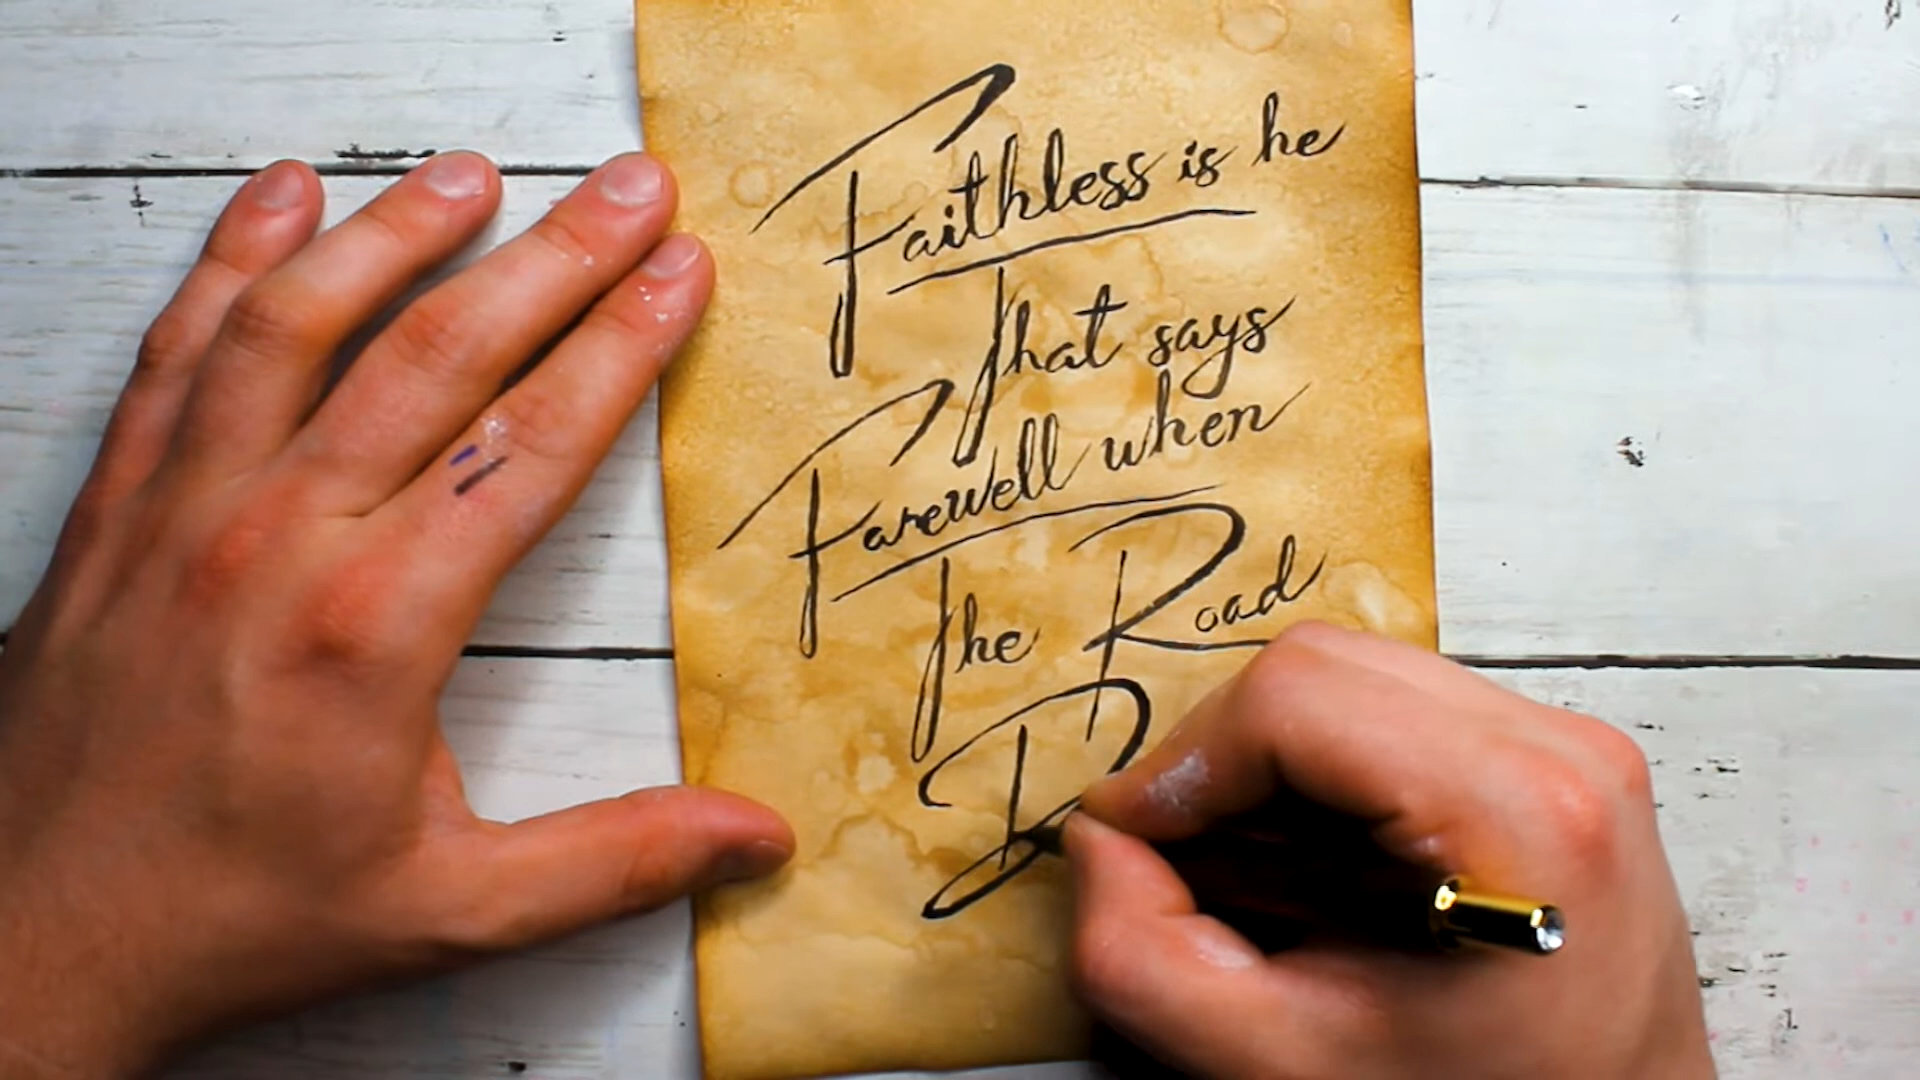 Faithless is he
That says
Farewell when
The Road
D